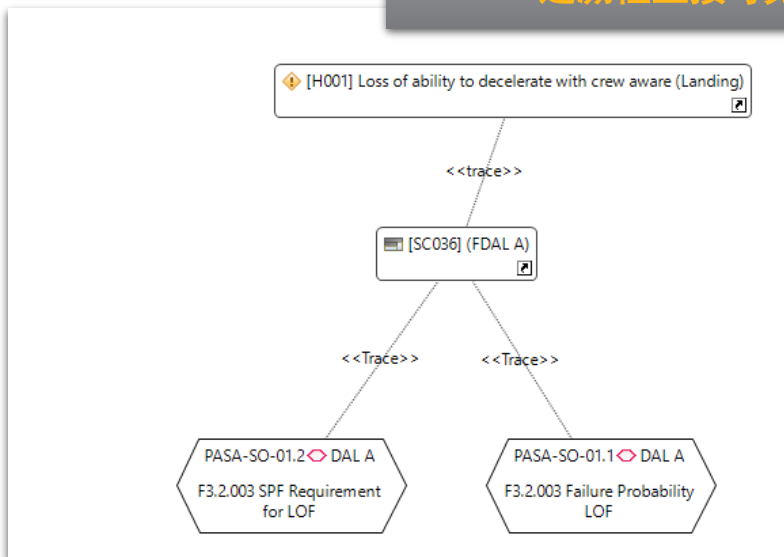 [H001] Loss of ability to decelerate with crew aware (Landing)
<<trace>>
[SC036] (FDAL A)
<<Trace>>
<<Trace>>
PASA-SO-01.2 DAL A
F3.2.003 SPF Requirement
for LOF
PASA-SO-01.1 DAL A
F3.2.003 Failure Probability
LOF